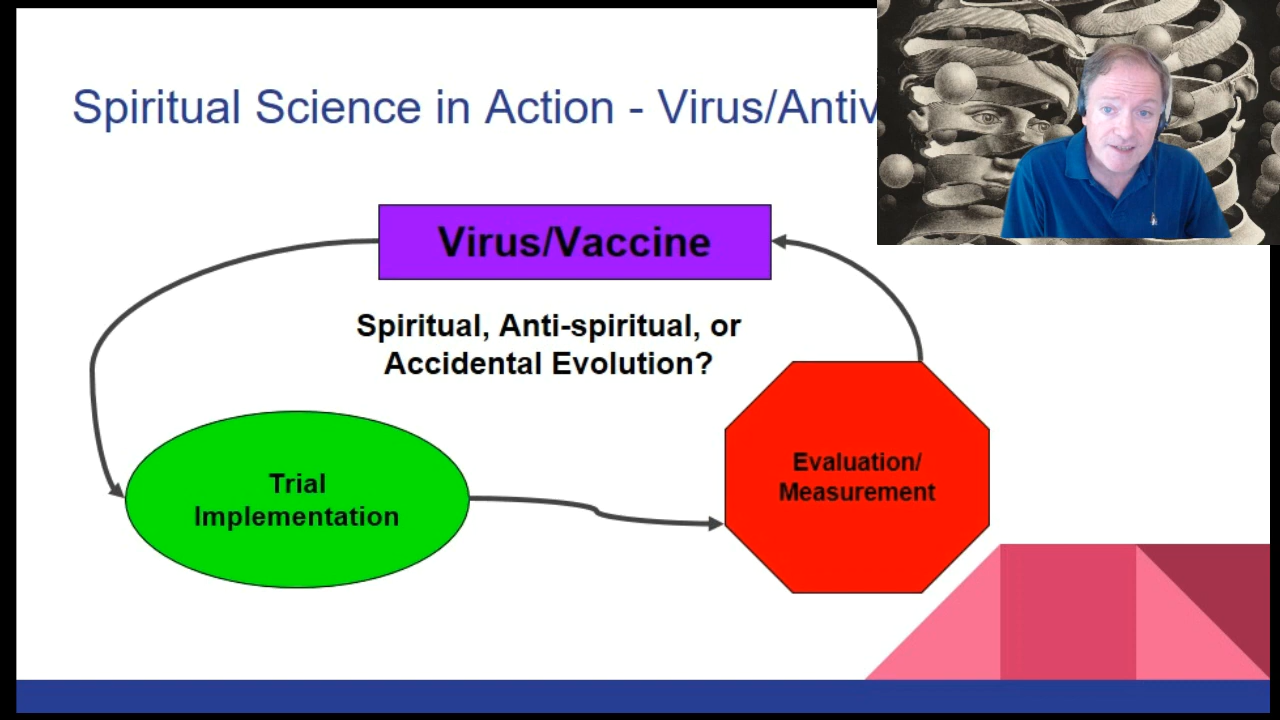 Spiritual Science in Action - Virus/Antiv
Virus/Vaccine
Spiritual, Anti-spiritual, or
Accidental Evolution?
Trial
Implementation
Evaluation/
Measurement